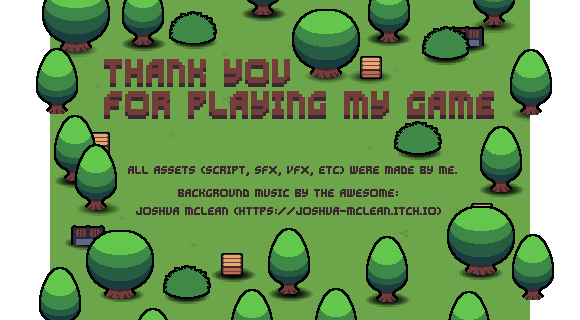 THANK YOU
FOR PLAYING MY GAME
ALL ASSETS (SCRIPT, SFX, VFX, ETC) WERE MADE BY ME.
BACKGROUND MUSIC BY THE AWESOME:
JOSHUA MCLEAN (HTTPS://JOSHUA-MCLEAN.ITCH.IO)